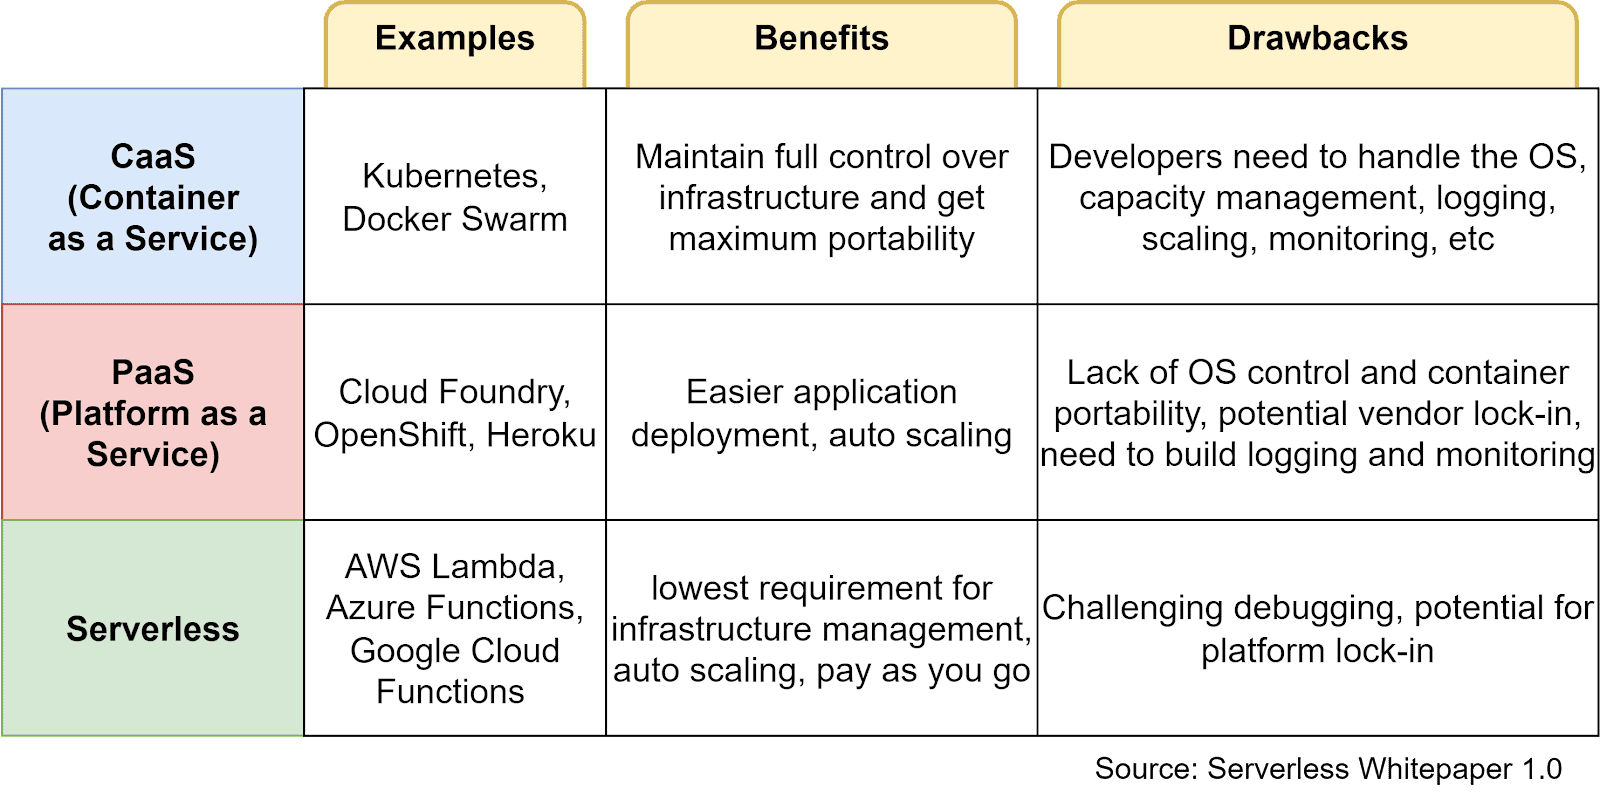 Examples
Benefits
Drawbacks
CaaS
(Container
as a Service)
Kubernetes,
Docker Swarm
Maintain full control over
infrastructure and get
maximum portability
Developers need to handle the OS,
capacity management, logging,
scaling, monitoring, etc
PaaS
(Platform as a
Service)
Cloud Foundry,
OpenShift, Heroku
Easier application
deployment, auto scaling
Lack of OS control and container
portability, potential vendor lock-in,
need to build logging and monitoring
Serverless
AWS Lambda,
Azure Functions,
Google Cloud
Functions
lowest requirement for
infrastructure management,
auto scaling, pay as you go
Challenging debugging, potential for
platform lock-in
Source: Serverless Whitepaper 1.0